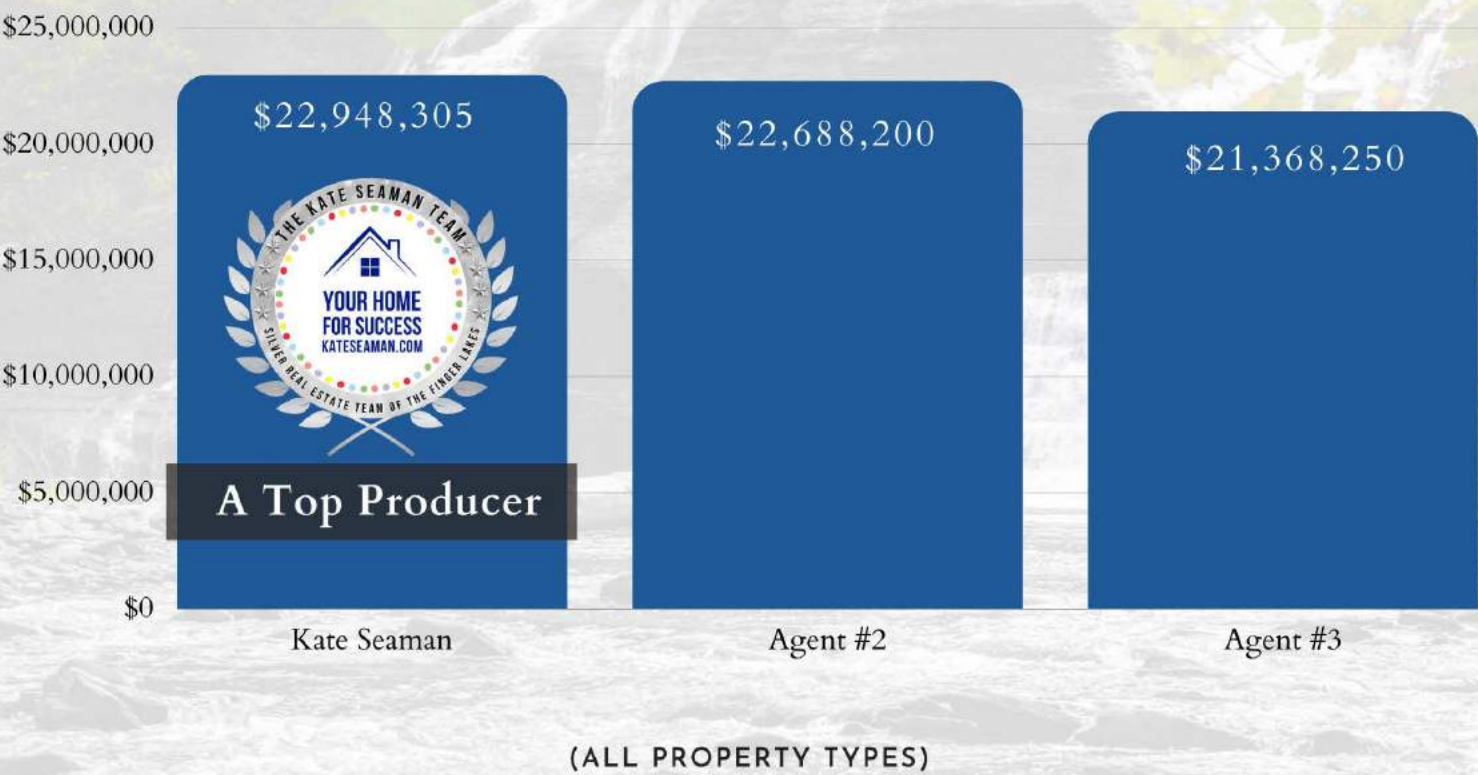 $25,000,000
$20,000,000
$15,000,000
$10,000,000
$5,000,000
$0
$22,948,305
$22,688,200
$21,368,250
THE KATE SEAMAN TEAM
YOUR HOME
FOR SUCCESS
KATESEAMAN.COM
SILVER REAL ESTATE TEAN OF THE FINGER LAKES
A Top Producer
Kate Seaman
Agent #2
Agent #3
(ALL PROPERTY TYPES)